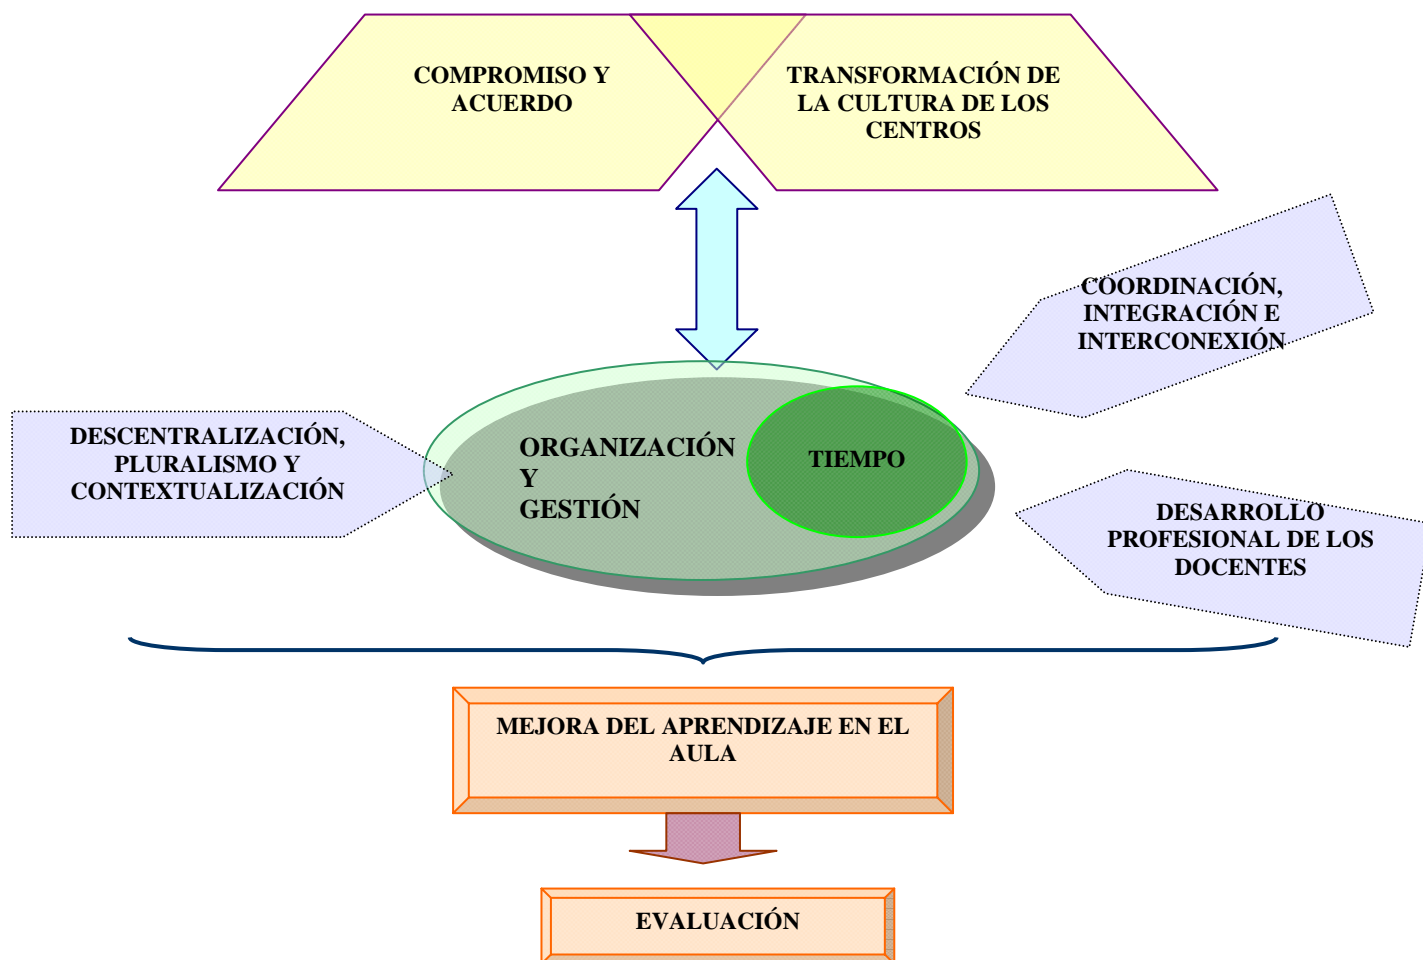 COMPROMISO Y
ACUERDO
TRANSFORMACIÓN DE
LA CULTURA DE LOS
CENTROS
COORDINACIÓN,
INTEGRACIÓN E
INTERCONEXIÓN
DESCENTRALIZACIÓN,
PLURALISMO Y
CONTEXTUALIZACIÓN
ORGANIZACIÓN
Y
GESTIÓN
TIEMPO
DESARROLLO
PROFESIONAL DE LOS
DOCENTES
MEJORA DEL APRENDIZAJE EN EL
AULA
EVALUACIÓN